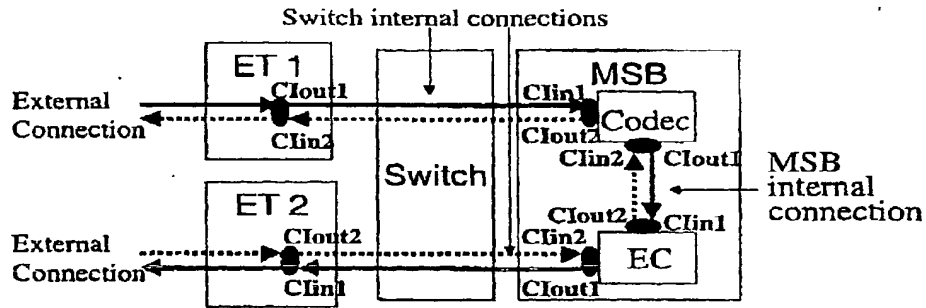 Switch internal connections
ET 1
MSB
External
Connection
CIout1
CIin2
CIin1
CIout2
Codec
CIin2
CIout1
Switch
MSB
internal
connection
ET 2
CIout2
CIin1
External
Connection
CIout2
CIin1
CIin2
CIout1
EC